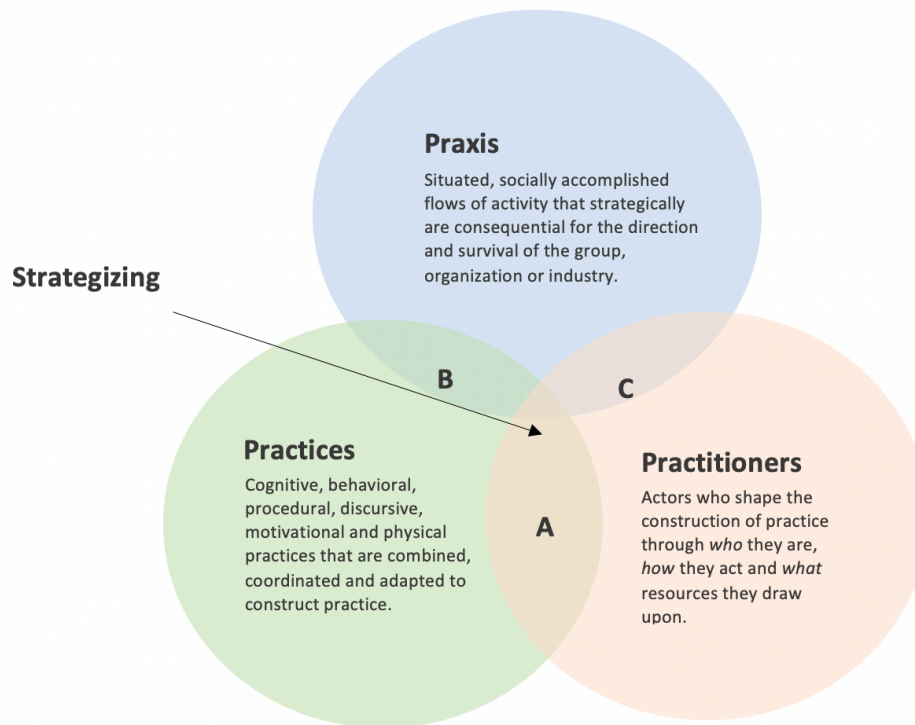 Praxis
Situated, socially accomplished
flows of activity that strategically
are consequential for the direction
and survival of the group,
organization or industry.
Strategizing
B
C
Practices
Cognitive, behavioral,
procedural, discursive,
motivational and physical
practices that are combined,
coordinated and adapted to
construct practice.
Practitioners
Actors who shape the
construction of practice
through who they are,
how they act and what
resources they draw
upon.
A